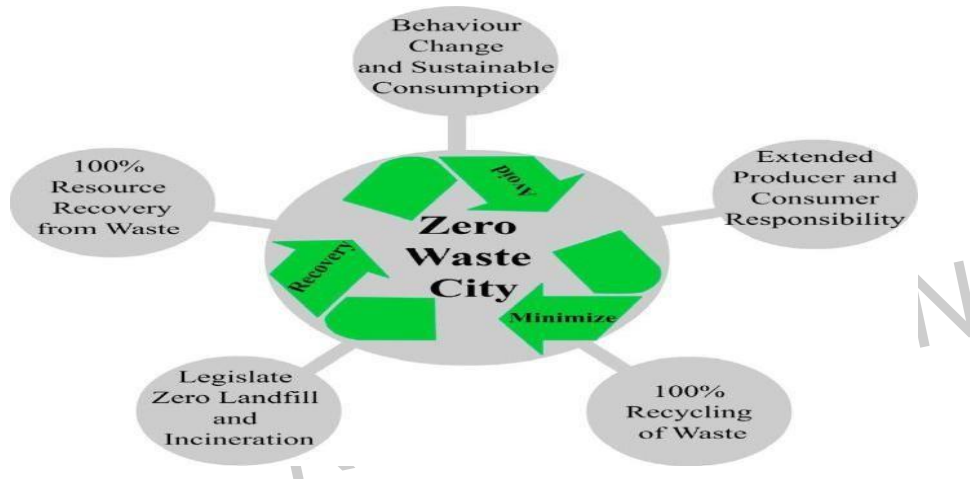 Behaviour
Change
and Sustainable
Consumption
100%
Resource
Recovery
from Waste
Extended
Producer and
Consumer
Responsibility
Avoid
Zero
Waste
City
Recovery
Minimize
Legislate
Zero Landfill
and
Incineration
100%
Recycling
of Waste